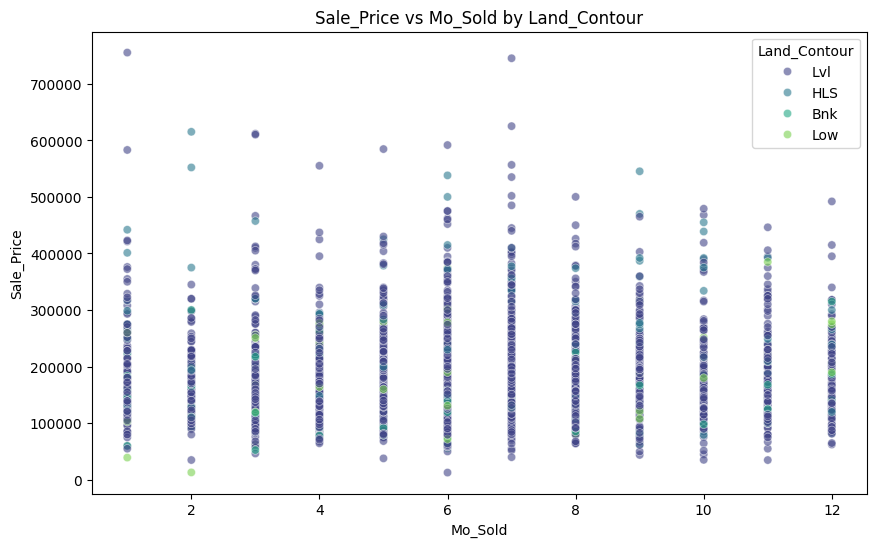 Sale_Price vs Mo_Sold by Land_Contour
Land_Contour
Lvl
HLS
Bnk
Low
700000
600000
500000
400000
300000
200000
100000
0
Sale_Price
2 4 6 8 10 12
Mo_Sold